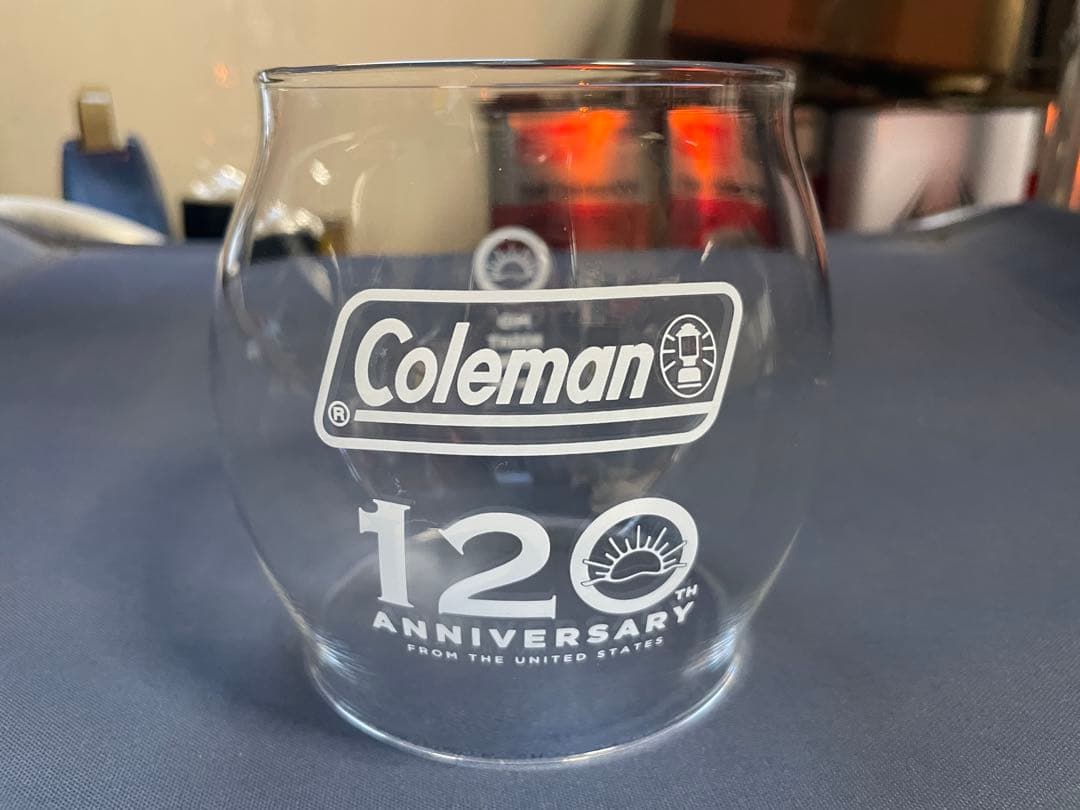 Coleman
®
120TH
ANNIVERSARY
FROM THE UNITED STATES